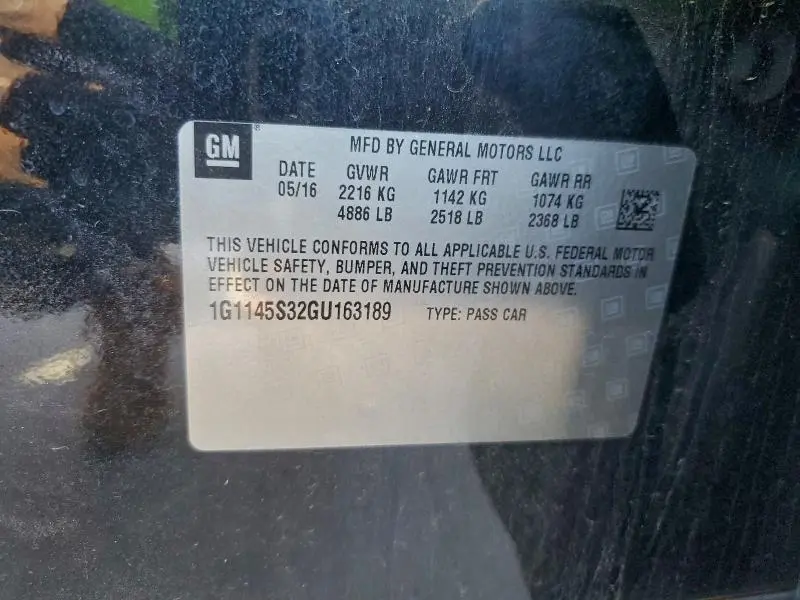 GM ®
MFD BY GENERAL MOTORS LLC
DATE GVWR GAWR FRT GAWR RR
05/16 2216 KG 1142 KG 1074 KG
4886 LB 2518 LB 2368 LB
THIS VEHICLE CONFORMS TO ALL APPLICABLE U.S. FEDERAL MOTOR
VEHICLE SAFETY, BUMPER, AND THEFT PREVENTION STANDARDS IN
EFFECT ON THE DATE OF MANUFACTURE SHOWN ABOVE.
1G1145S32GU163189 TYPE: PASS CAR